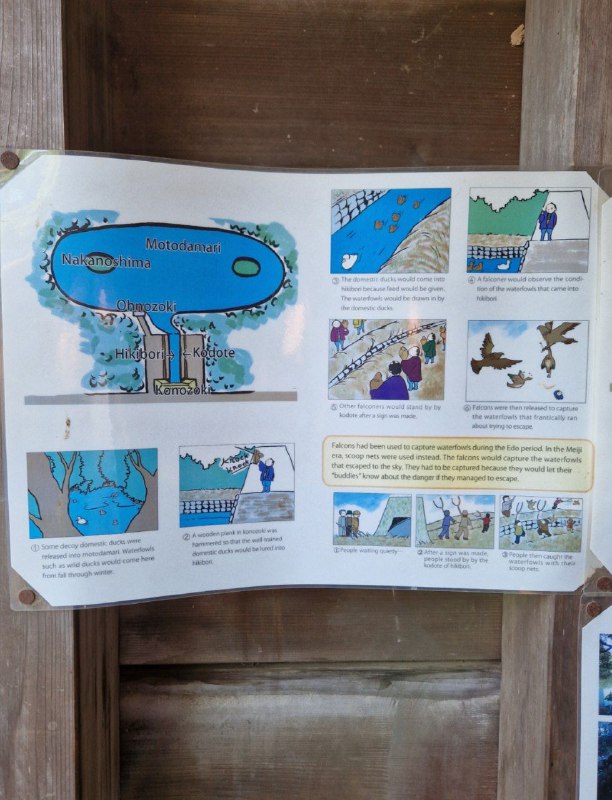 Motodamari
Nakanoshima
Ohnozoki
Hikibori→
←Kodote
Konozoki
① Some decoy domestic ducks were
released into motodamari. Waterfowls
such as wild ducks would come here
from fall through winter.
knock
knock
② A wooden plank in konozoki was
hammered so that the well-trained
domestic ducks would be lured into
hikibori.
③ The domestic ducks would come into
hikibori because feed would be given.
The waterfowls would be drawn in by
the domestic ducks.
④ A falconer would observe the condi-
tion of the waterfowls that came into
hikibori.
⑤ Other falconers would stand by by
kodote after a sign was made.
⑥ Falcons were then released to capture
the waterfowls that frantically ran
about trying to escape.
Falcons had been used to capture waterfowls during the Edo period. In the Meiji
era, scoop nets were used instead. The falcons would capture the waterfowls
that escaped to the sky. They had to be captured because they would let their
"buddies" know about the danger if they managed to escape.
① People waiting quietly
② After a sign was made,
people stand by by the
kodote of hikibori.
③ People then caught the
waterfowls with their
scoop nets.